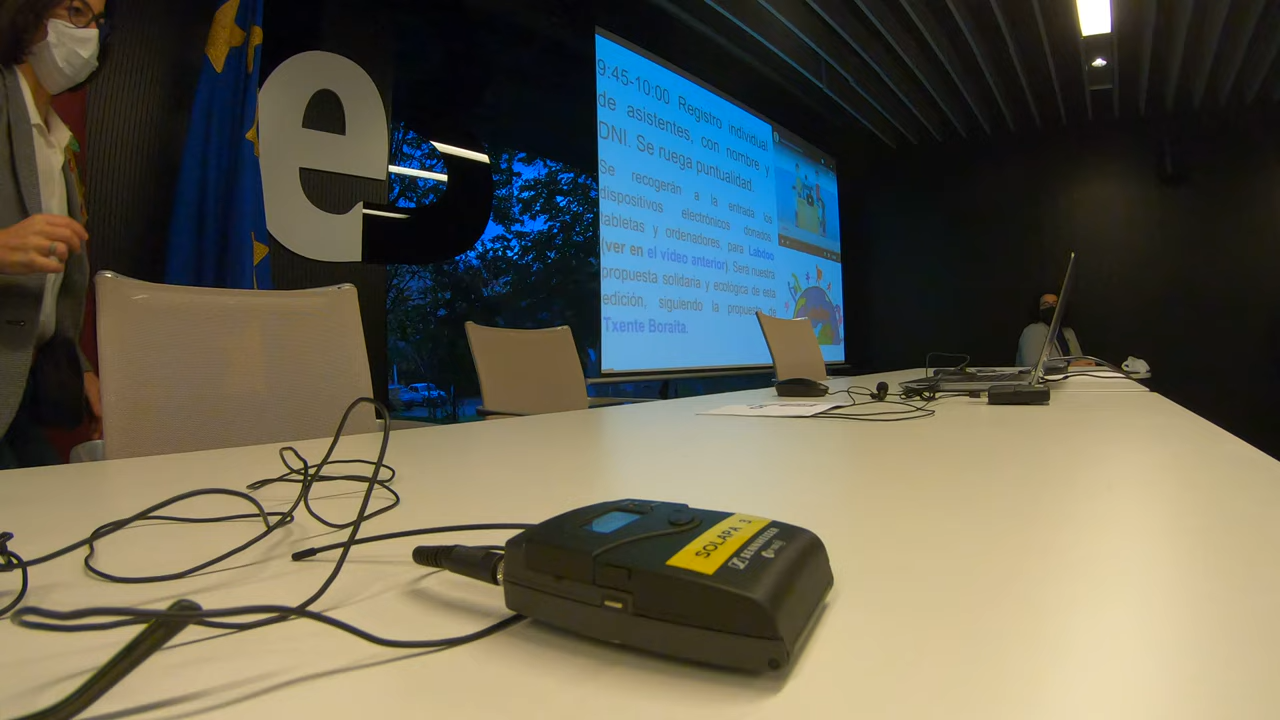 e
9:45-10:00 Registro individual
de asistentes, con nombre y
DNI. Se ruega puntualidad.
Se recogerán a la entrada los
dispositivos electrónicos donados,
tabletas y ordenadores, para Labdoo
(ver en el vídeo anterior). Será nuestra
propuesta solidaria y ecológica de esta
edición, siguiendo la propuesta de
Txente Boraita.
SOLAPA 3
SENNHEISER